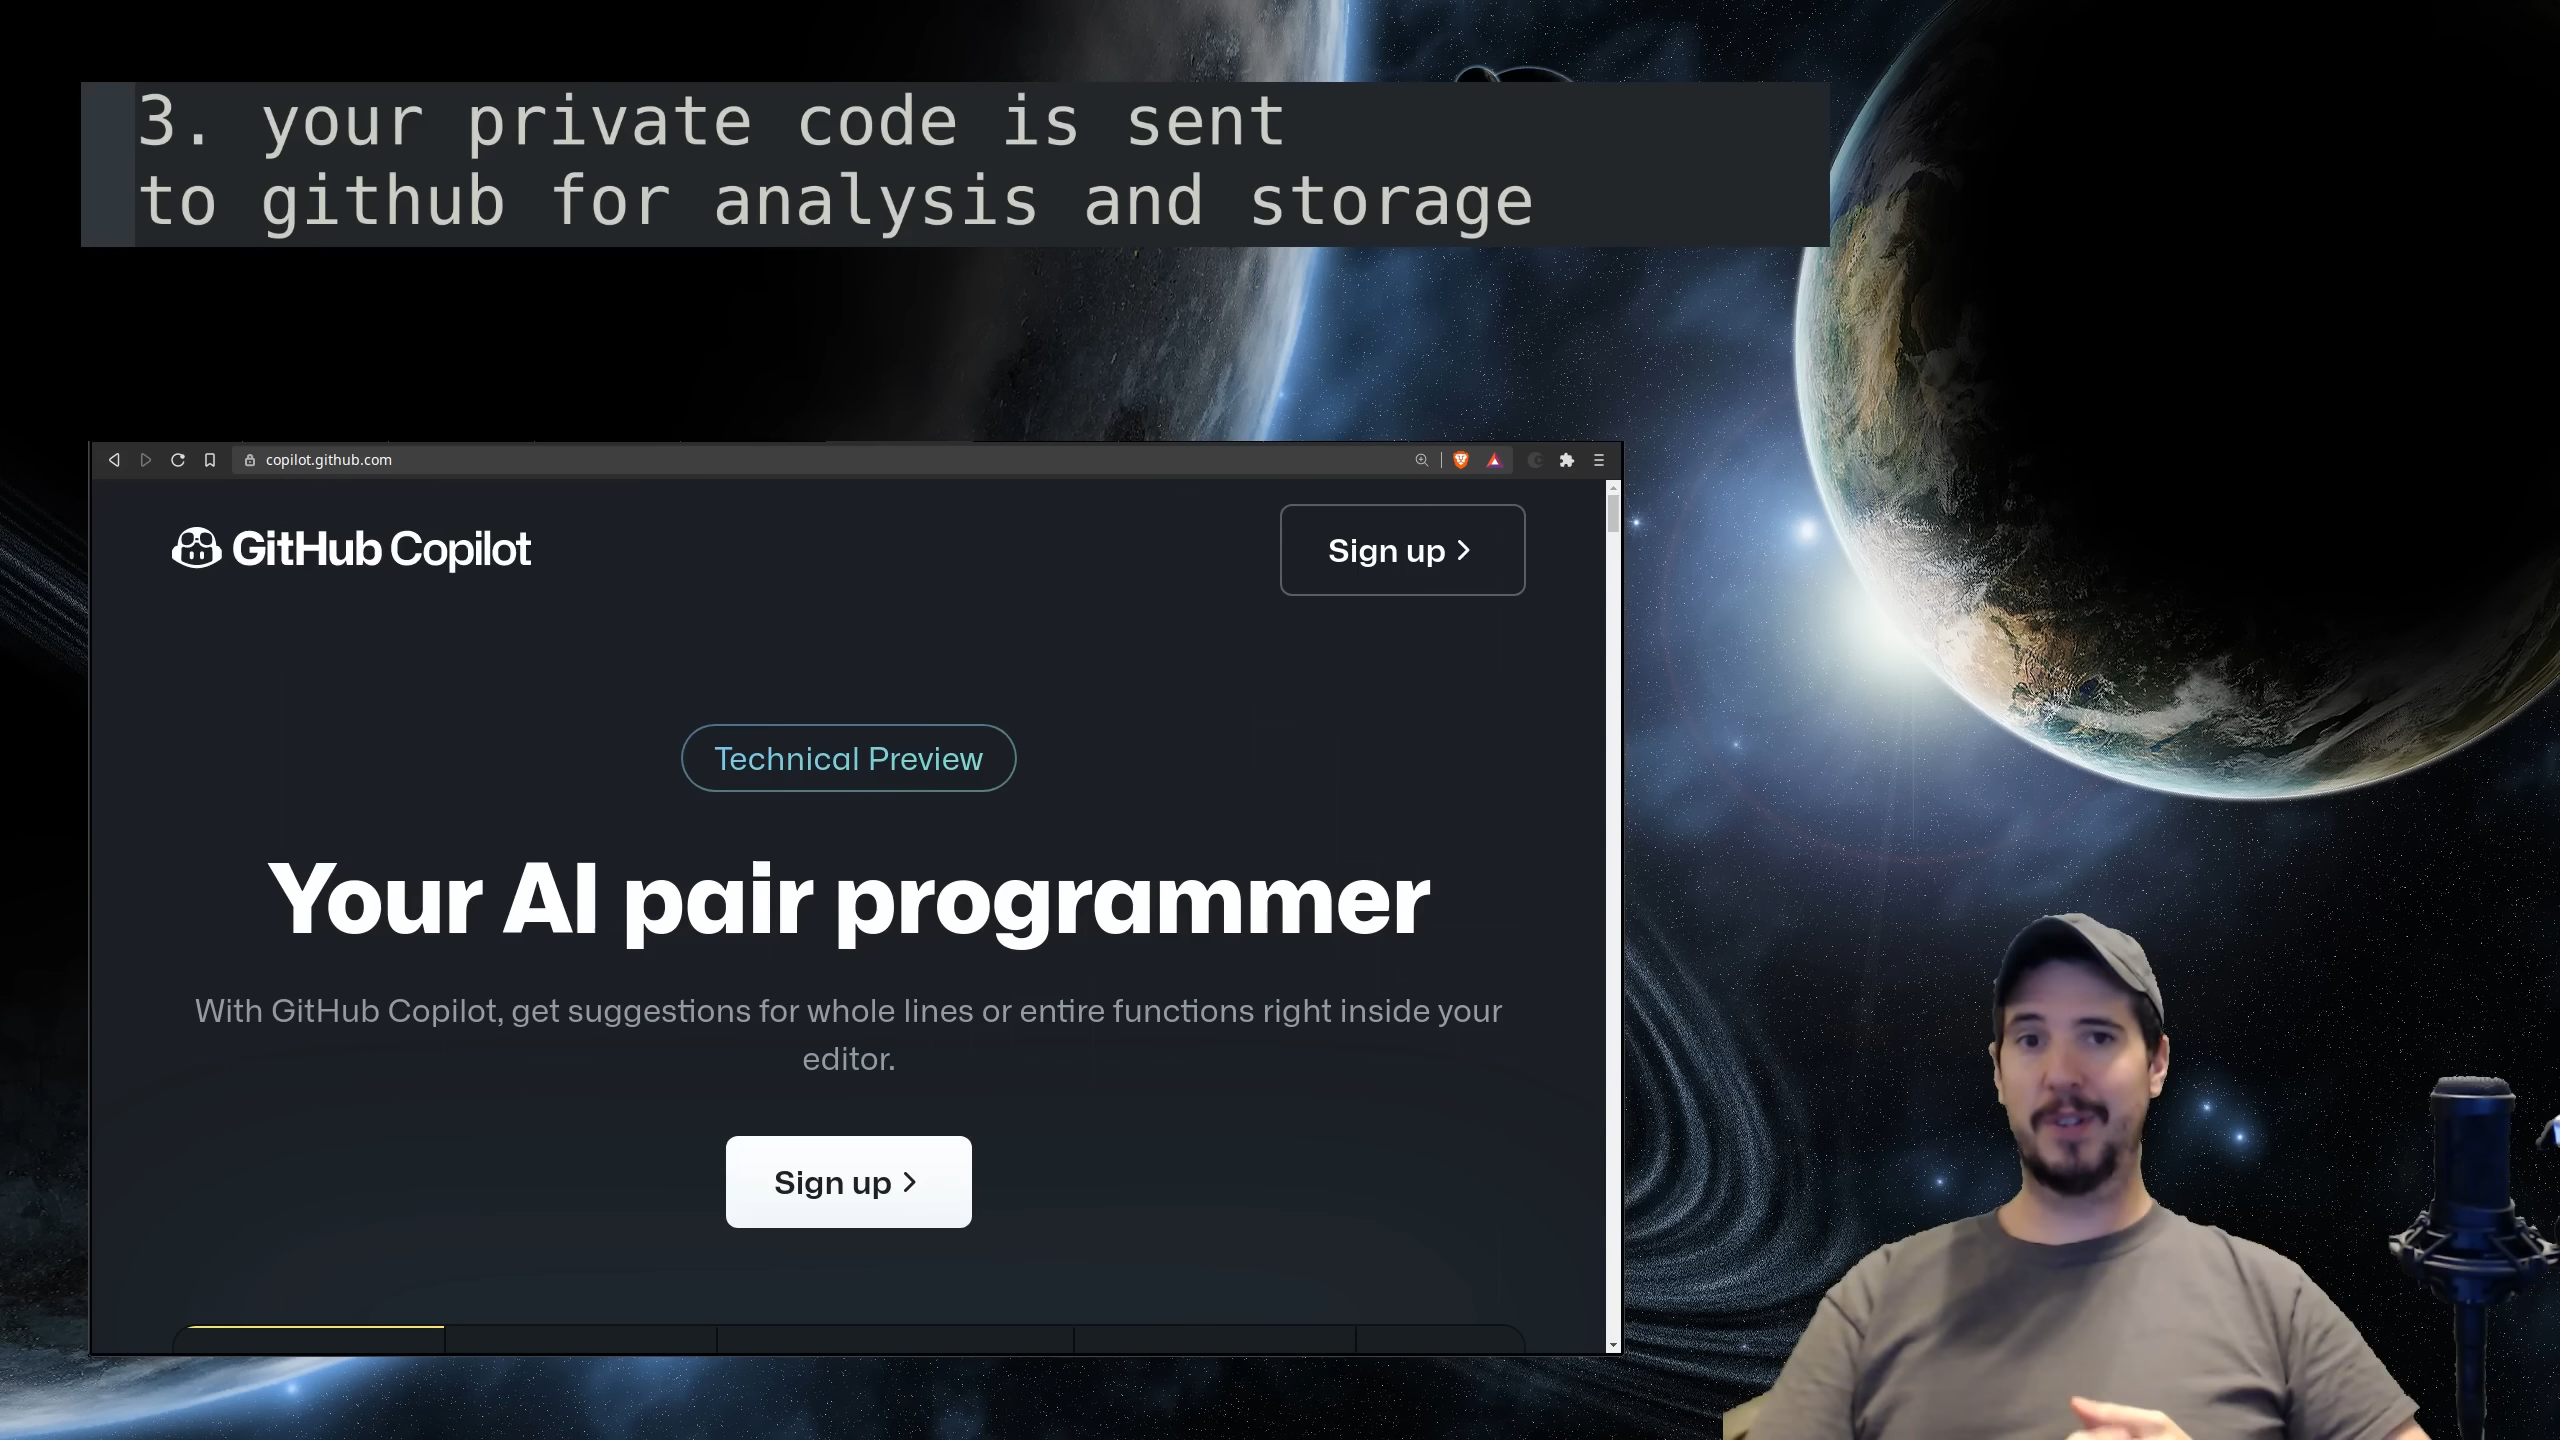 3. your private code is sent
to github for analysis and storage
copilot.github.com
GitHub Copilot
Sign up
Technical Preview
Your AI pair programmer
With GitHub Copilot, get suggestions for whole lines or entire functions right inside your
editor.
Sign up